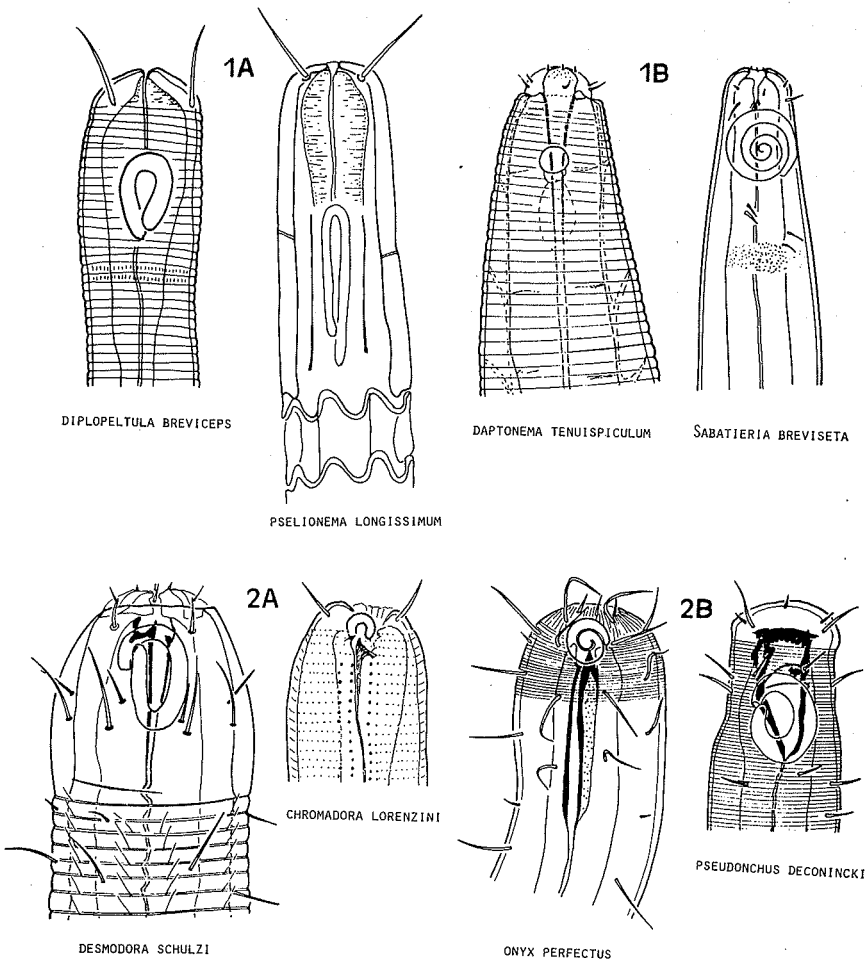 1A
1B
DIPLOPELTULA BREVICEPS
DAPTONEMA TENUISPICULUM
SABATIERIA BREVISETA
PSELIONEMA LONGISSIMUM
2A
2B
CHROMADORA LORENZINI
PSEUDONCHUS DECONINCKI
DESMODORA SCHULZI
ONYX PERFECTUS